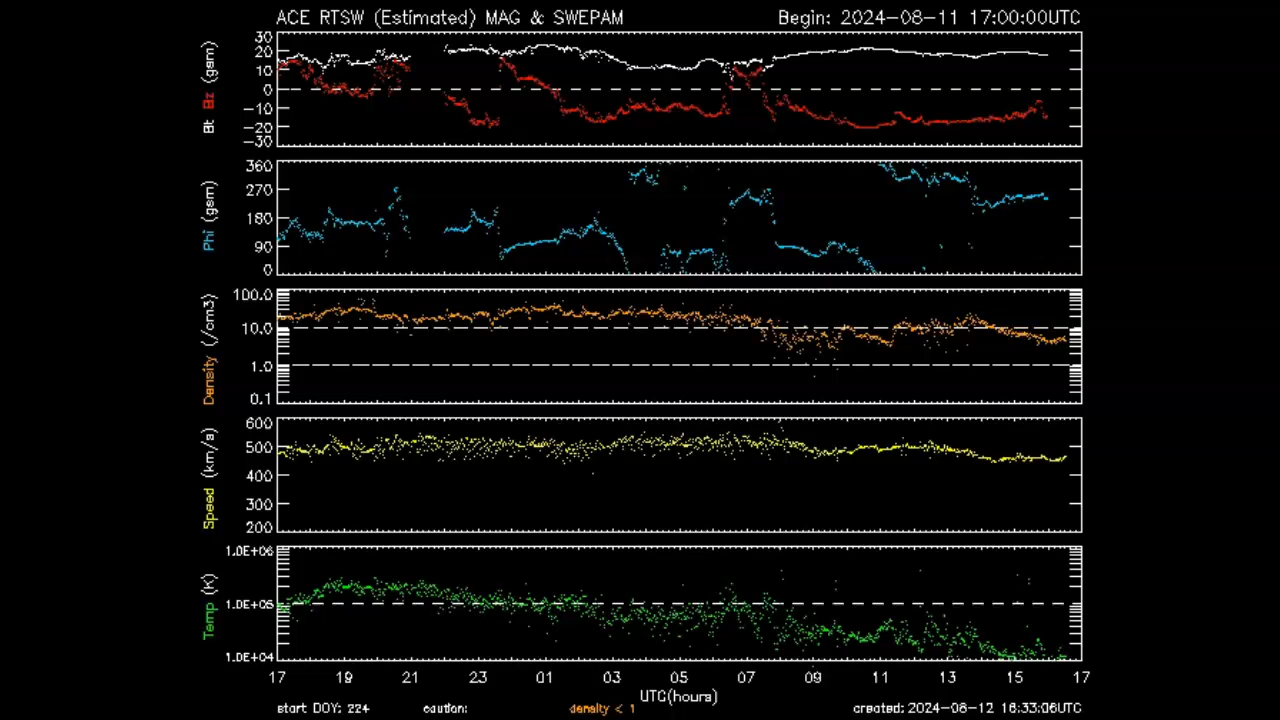 ACE RTSW (Estimated) MAG & SWEPAM Begin: 2024-08-11 17:00:00UTC
30
20
10
0
-10
-20
-30
Bt Bz (gsm)
360
270
180
90
0
Phi (gsm)
100.0
10.0
1.0
0.1
Density (/cm3)
600
500
400
300
200
Speed (km/s)
1.0E+06
1.0E+05
1.0E+04
Temp (K)
17 19 21 23 01 03 05 07 09 11 13 15 17
UTC(hours)
start DOY: 224 caution: density < 1 created: 2024-08-12 16:33:06UTC